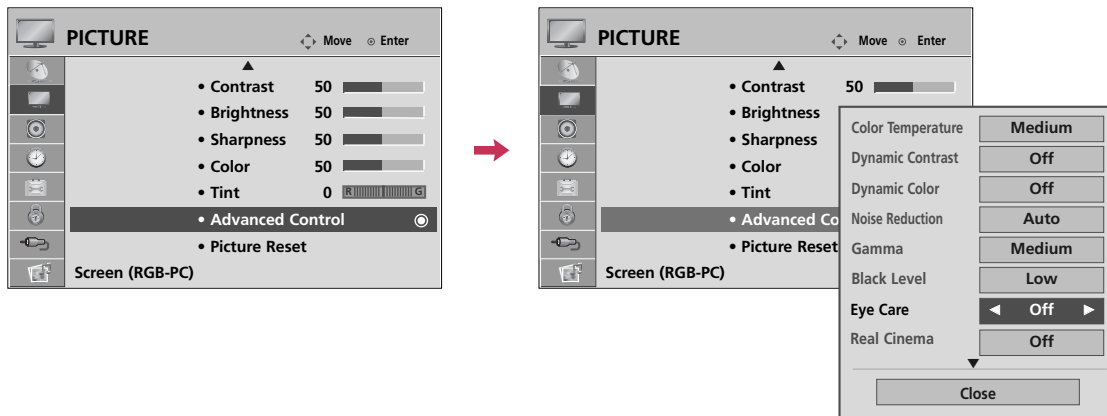 PICTURE Move Enter
• Contrast 50
• Brightness 50
• Sharpness 50
• Color 50
• Tint 0 R G
• Advanced Control
• Picture Reset
Screen (RGB-PC)
PICTURE Move Enter
• Contrast 50
• Brightness
• Sharpness
• Color
• Tint
• Advanced Co
• Picture Reset
Screen (RGB-PC)
Color Temperature Medium
Dynamic Contrast Off
Dynamic Color Off
Noise Reduction Auto
Gamma Medium
Black Level Low
Eye Care ◀ Off ▶
Real Cinema Off
Close